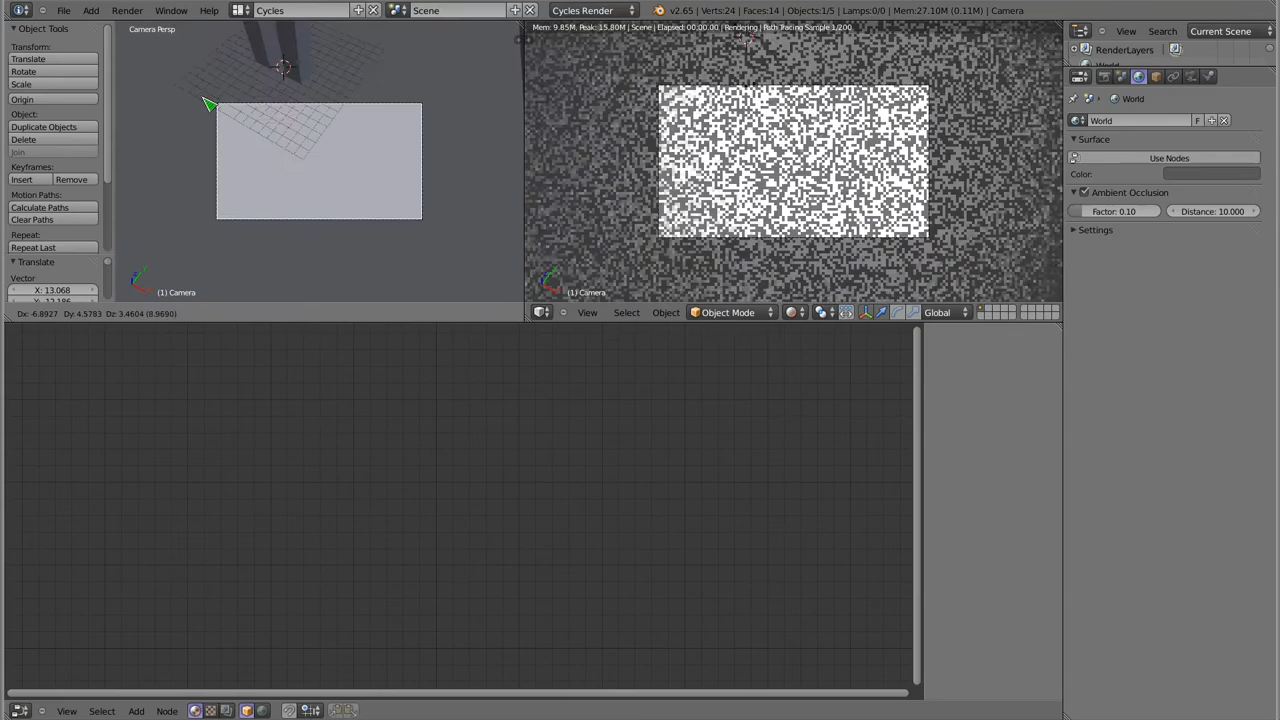 File Add Render Window Help Cycles Scene Cycles Render v2.65 | Verts:24 | Faces:14 | Objects:1/5 | Lamps:0/0 | Mem:27.10M (0.11M) | Camera
Object Tools
Transform:
Translate
Rotate
Scale
Origin
Object:
Duplicate Objects
Delete
Join
Keyframes:
Insert Remove
Motion Paths:
Calculate Paths
Clear Paths
Repeat:
Repeat Last
Translate
Vector
X: 13.068
Camera Persp
(1) Camera
Dx: -6.8927 Dy: 4.5783 Dz: 3.4604 (8.9690)
Mem: 9.85M, Peak: 15.80M | Scene | Elapsed: 00:00.00 | Rendering | Path Tracing Sample 1/200
(1) Camera
View Select Object Object Mode Global
View Search Current Scene
RenderLayers
World
World F
Surface
Use Nodes
Color:
Ambient Occlusion
Factor: 0.10 Distance: 10.000
Settings
View Select Add Node